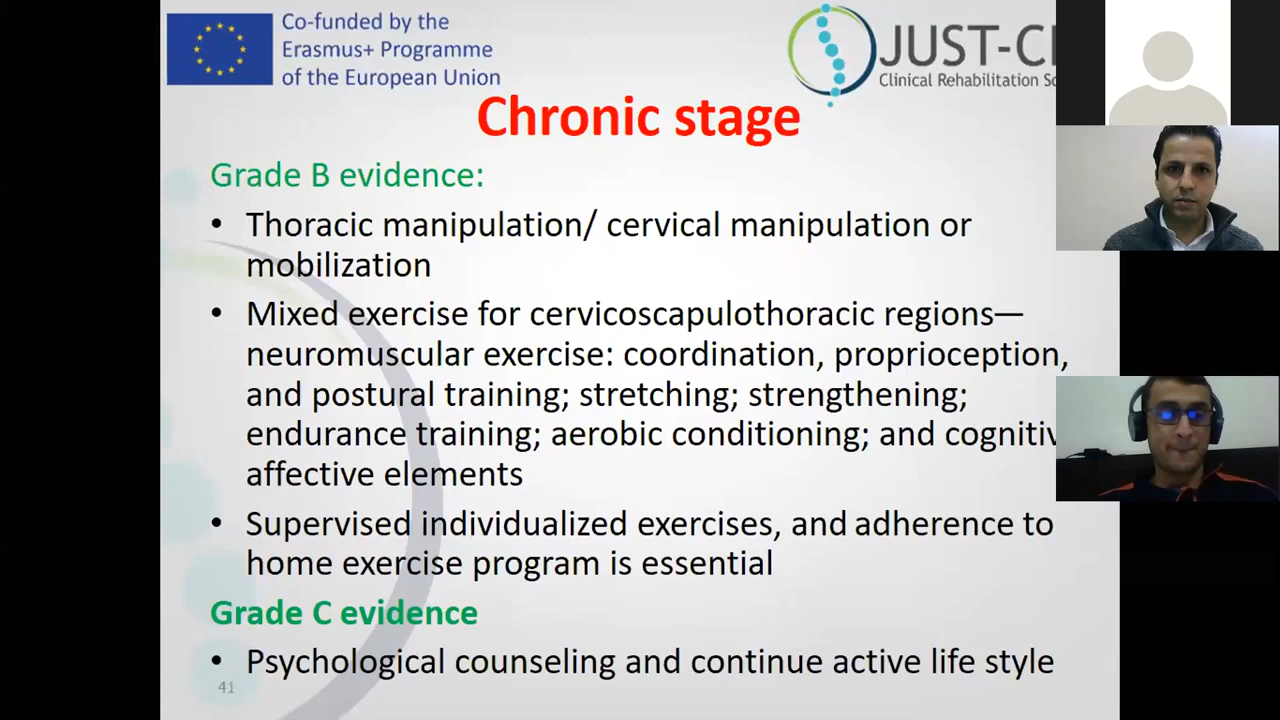 Co-funded by the
Erasmus+ Programme
of the European Union
JUST-C
Clinical Rehabilitation
Chronic stage
Grade B evidence:
• Thoracic manipulation/ cervical manipulation or
mobilization
• Mixed exercise for cervicoscapulothoracic regions—
neuromuscular exercise: coordination, proprioception,
and postural training; stretching; strengthening;
endurance training; aerobic conditioning; and
affective elements
• Supervised individualized exercises, and adherence to
home exercise program is essential
Grade C evidence
• Psychological counseling and continue active life style
41